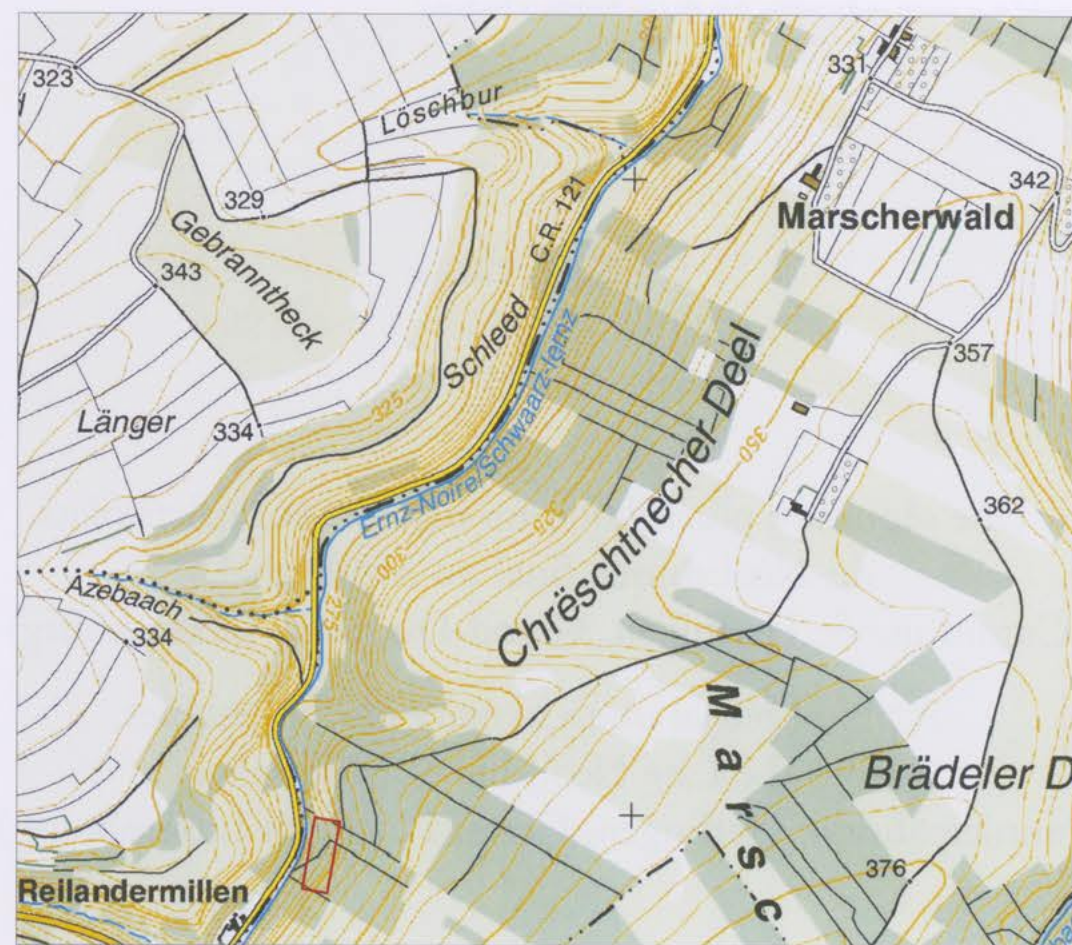 323
331
Löschbur
342
C.R. 121
329
Marscherwald
Gebranntheck
343
Schleed
357
325
Ernz-Noire/Schwaarz-Iernz
Länger
334
Chrëschtnecher-Deel
350
362
325
300
Azebaach
275
334
Marsc
Brädeler D
376
Reilandermillen